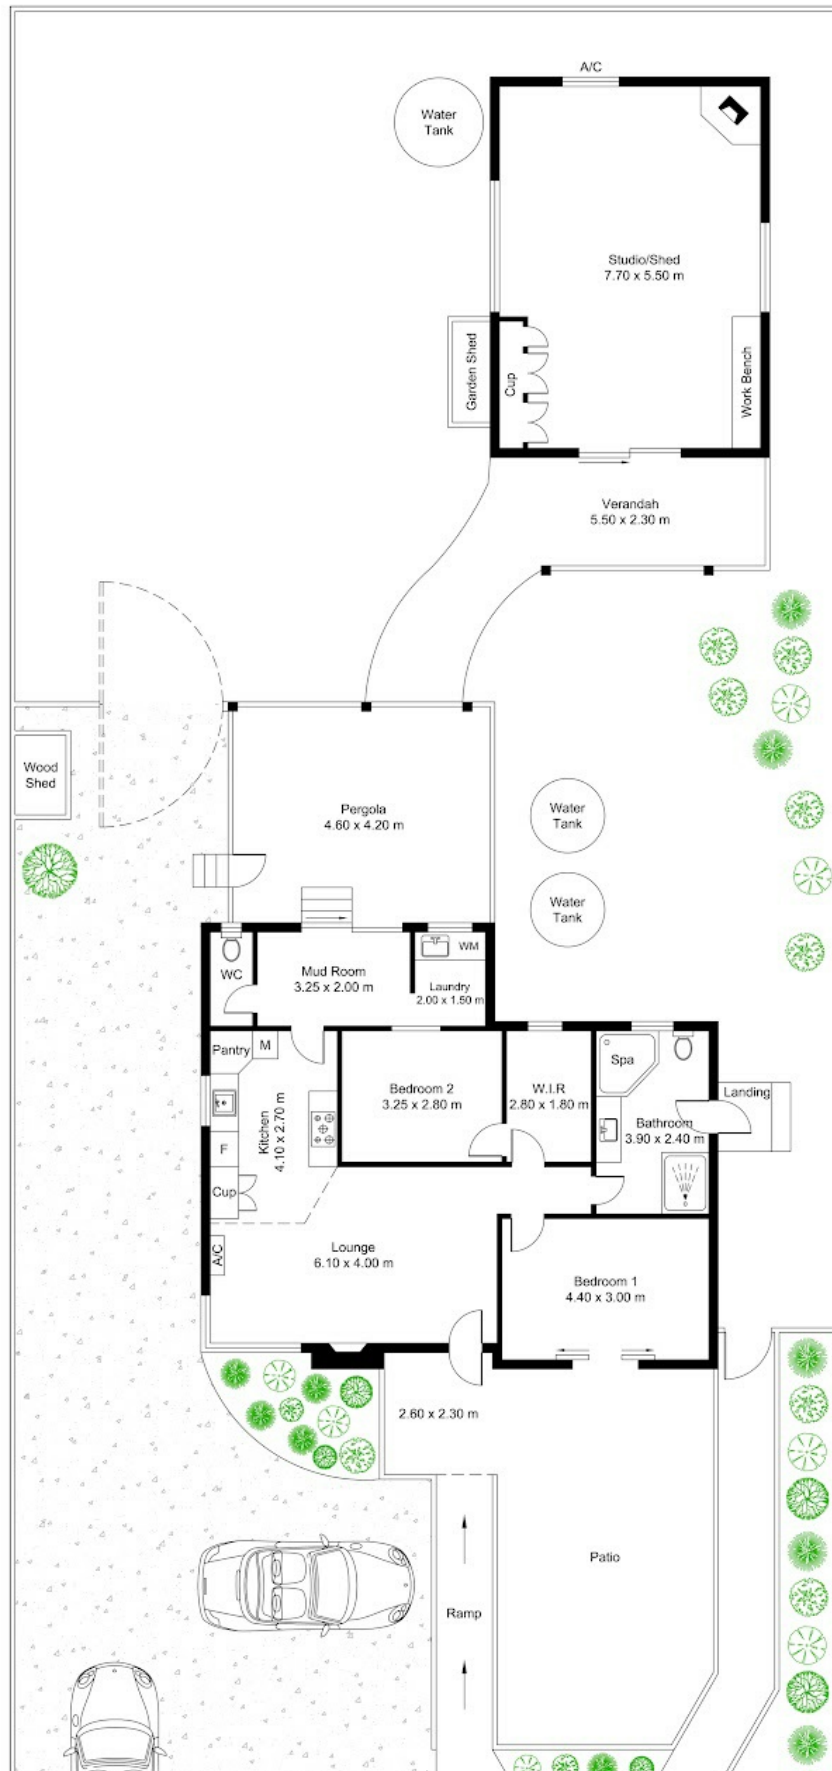 A/C
Water
Tank
Studio/Shed
7.70 x 5.50 m
Garden Shed
Cup
Work Bench
Verandah
5.50 x 2.30 m
Wood
Shed
Pergola
4.60 x 4.20 m
Water
Tank
Water
Tank
WC
Mud Room
3.25 x 2.00 m
WM
Laundry
2.00 x 1.50 m
Pantry
M
Kitchen
4.10 x 2.70 m
F
Cup
Bedroom 2
3.25 x 2.80 m
W.I.R
2.80 x 1.80 m
Spa
Bathroom
3.90 x 2.40 m
Landing
A/C
Lounge
6.10 x 4.00 m
Bedroom 1
4.40 x 3.00 m
2.60 x 2.30 m
Patio
Ramp